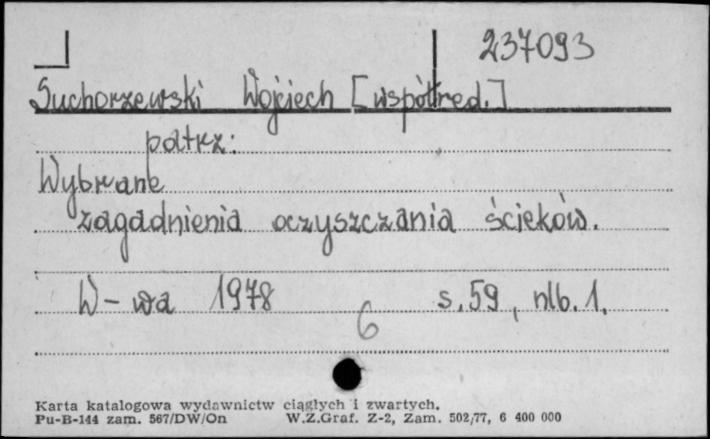 237093
Suchorzewski Wojciech [współred.]
patrz:
Wybrane
zagadnienia oczyszczania ścieków.
W-wa 1978 s. 59, nlb. 1.
6
Karta katalogowa wydawnictw ciągłych i zwartych.
Pu-B-144 zam. 567/DW/On W.Z.Graf. Z-2, Zam. 502/77, 6 400 000